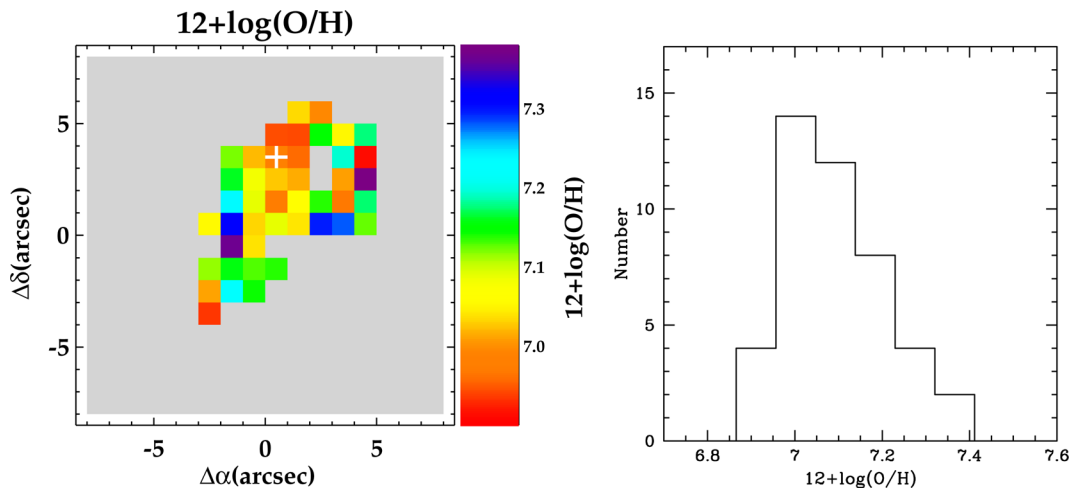 12+log(O/H)
5
0
-5
Δδ(arcsec)
-5 0 5
Δα(arcsec)
7.3
7.2
7.1
7.0
12+log(O/H)
15
10
5
0
Number
6.8 7 7.2 7.4 7.6
12+log(O/H)